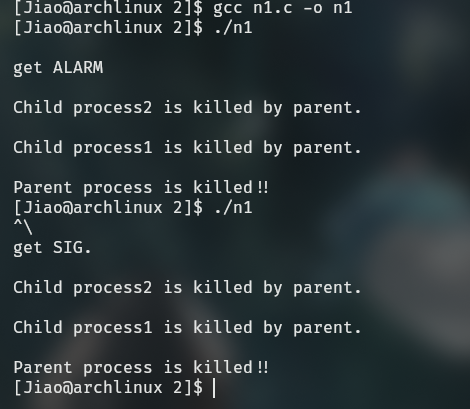 [Jiao@archlinux 2]$ gcc n1.c -o n1
[Jiao@archlinux 2]$ ./n1
get ALARM
Child process2 is killed by parent.
Child process1 is killed by parent.
Parent process is killed!!
[Jiao@archlinux 2]$ ./n1
^\
get SIG.
Child process2 is killed by parent.
Child process1 is killed by parent.
Parent process is killed!!
[Jiao@archlinux 2]$